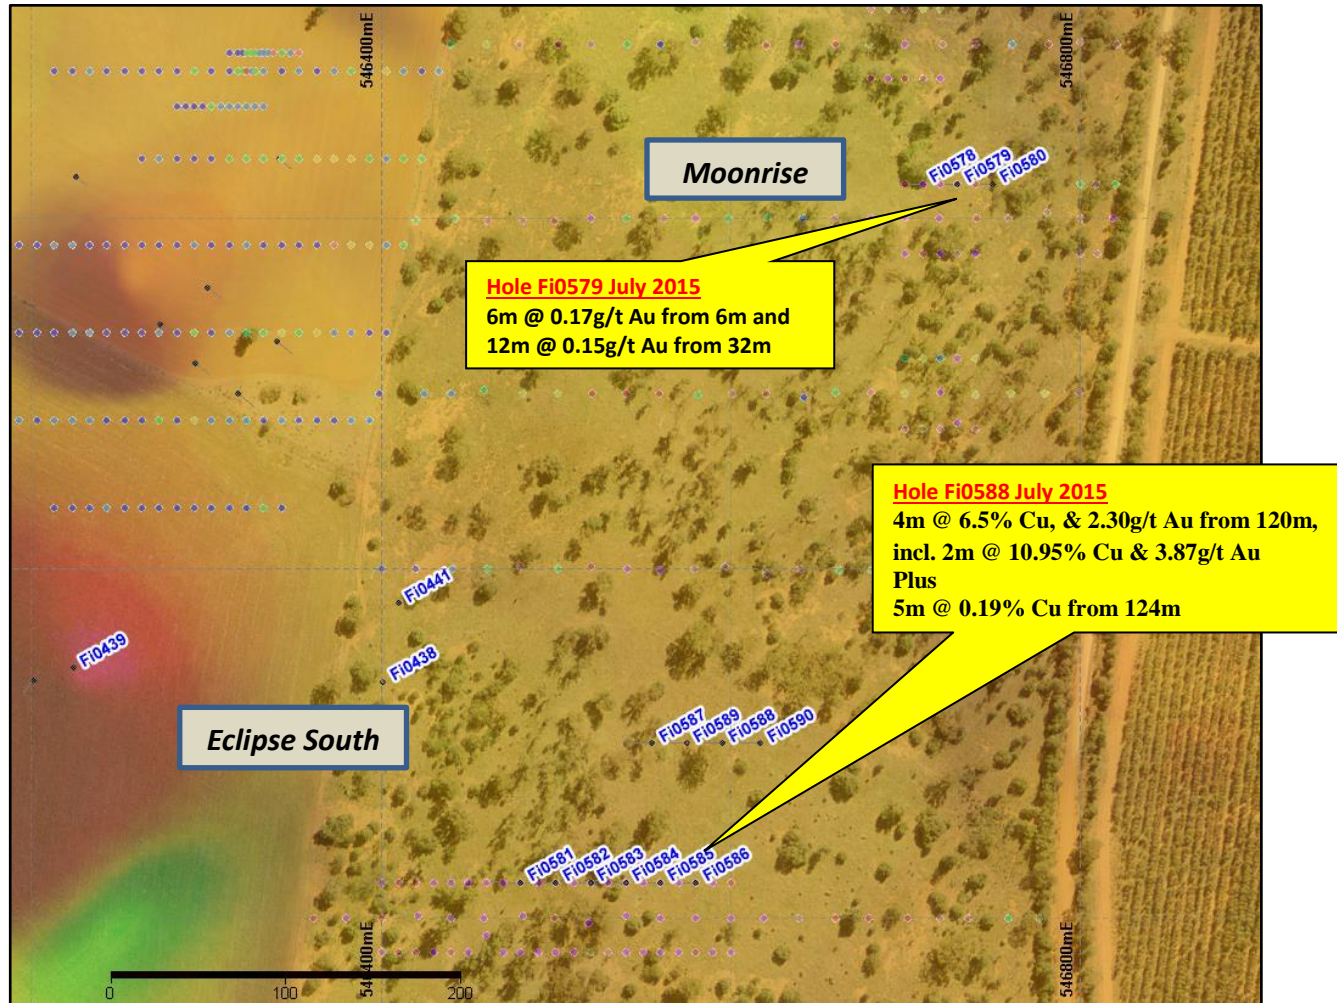 546400mE
546800mE
Moonrise
Fi0578
Fi0579
Fi0580
Hole Fi0579 July 2015
6m @ 0.17g/t Au from 6m and
12m @ 0.15g/t Au from 32m
Hole Fi0588 July 2015
4m @ 6.5% Cu, & 2.30g/t Au from 120m,
incl. 2m @ 10.95% Cu & 3.87g/t Au
Plus
5m @ 0.19% Cu from 124m
Fi0441
Fi0439
Fi0438
Eclipse South
Fi0587
Fi0589
Fi0588
Fi0590
Fi0581
Fi0582
Fi0583
Fi0584
Fi0585
Fi0586
546400mE
546800mE
0
100
200